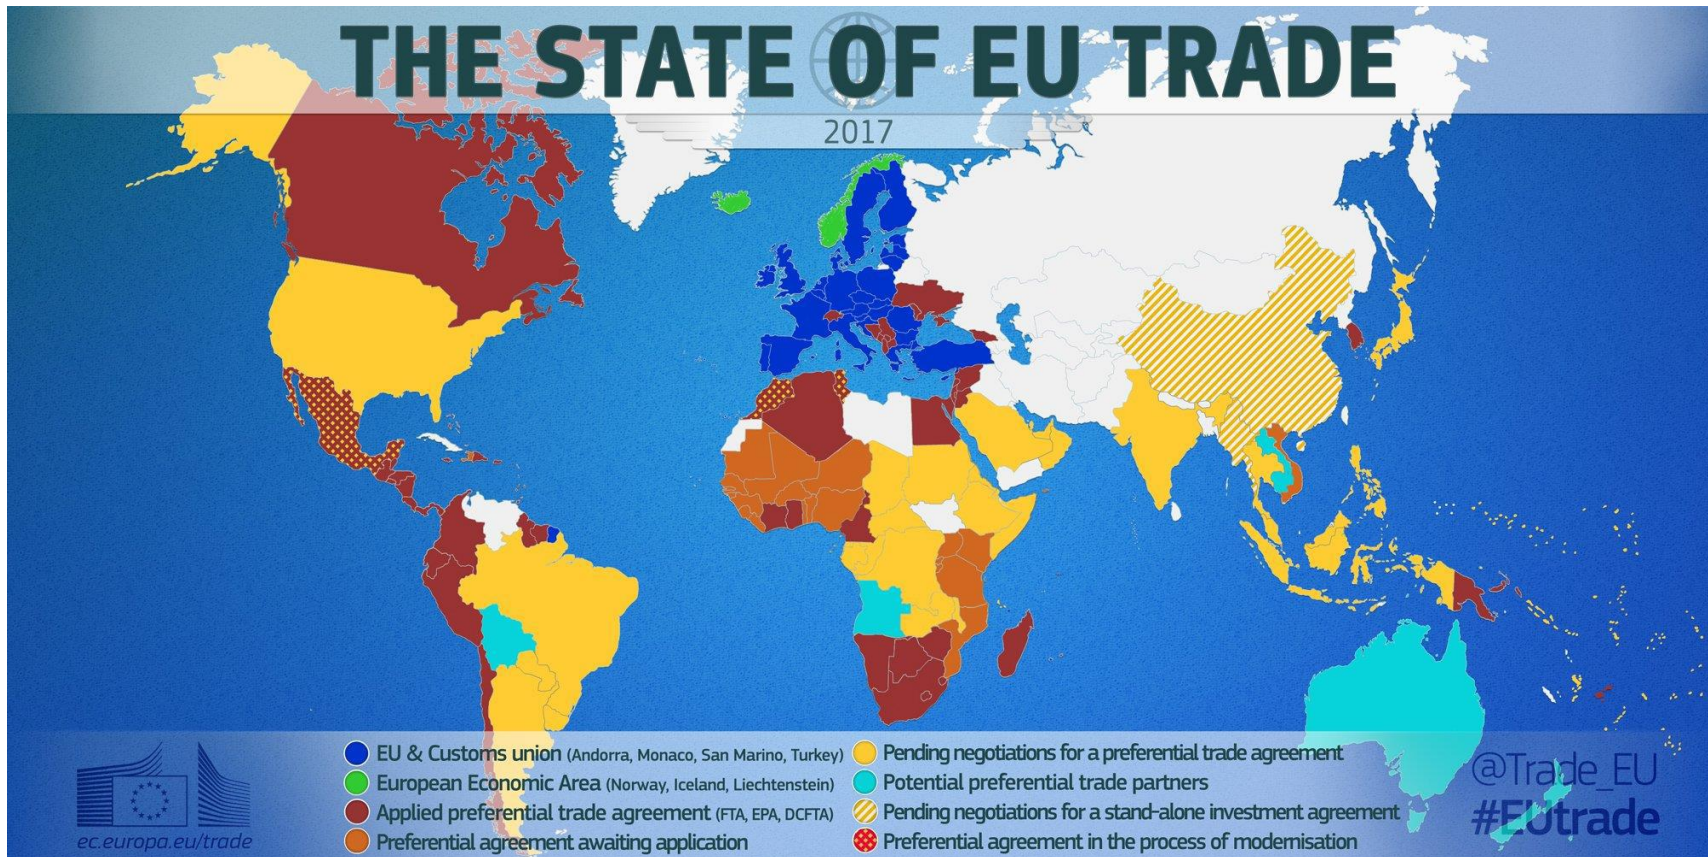 THE STATE OF EU TRADE
2017
EU & Customs union (Andorra, Monaco, San Marino, Turkey)
European Economic Area (Norway, Iceland, Liechtenstein)
Applied preferential trade agreement (FTA, EPA, DCFTA)
Preferential agreement awaiting application
Pending negotiations for a preferential trade agreement
Potential preferential trade partners
Pending negotiations for a stand-alone investment agreement
Preferential agreement in the process of modernisation
ec.europa.eu/trade
@Trade_EU
#EUtrade